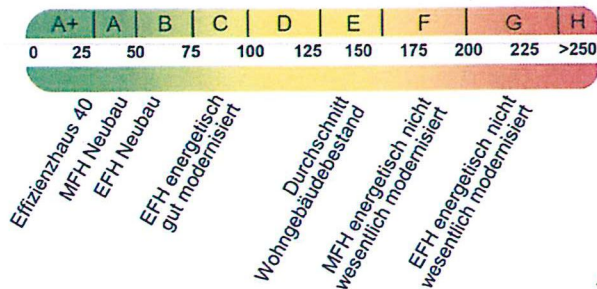 A+ A B C D E F G H
0 25 50 75 100 125 150 175 200 225 >250
Effizienzhaus 40
MFH Neubau
EFH Neubau
EFH energetisch
gut modernisiert
Durchschnitt
Wohngebäudebestand
MFH energetisch nicht
wesentlich modernisiert
EFH energetisch nicht
wesentlich modernisiert